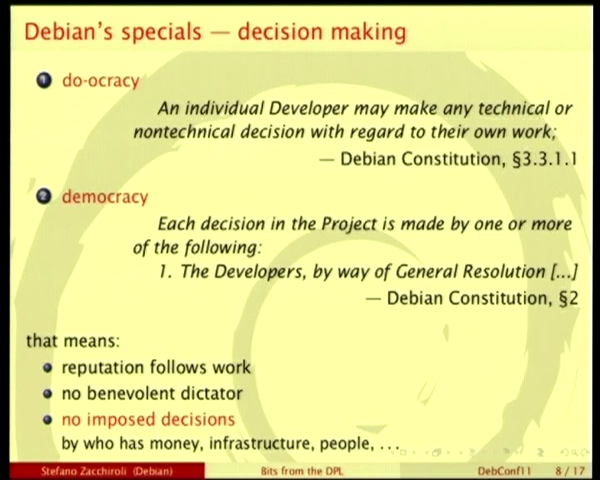 Debian's specials — decision making
1 do-ocracy
An individual Developer may make any technical or
nontechnical decision with regard to their own work;
— Debian Constitution, §3.3.1.1
2 democracy
Each decision in the Project is made by one or more
of the following:
1. The Developers, by way of General Resolution [...]
— Debian Constitution, §2
that means:
reputation follows work
no benevolent dictator
no imposed decisions
by who has money, infrastructure, people, ...
Stefano Zacchiroli (Debian) Bits from the DPL DebConf11 8 / 17